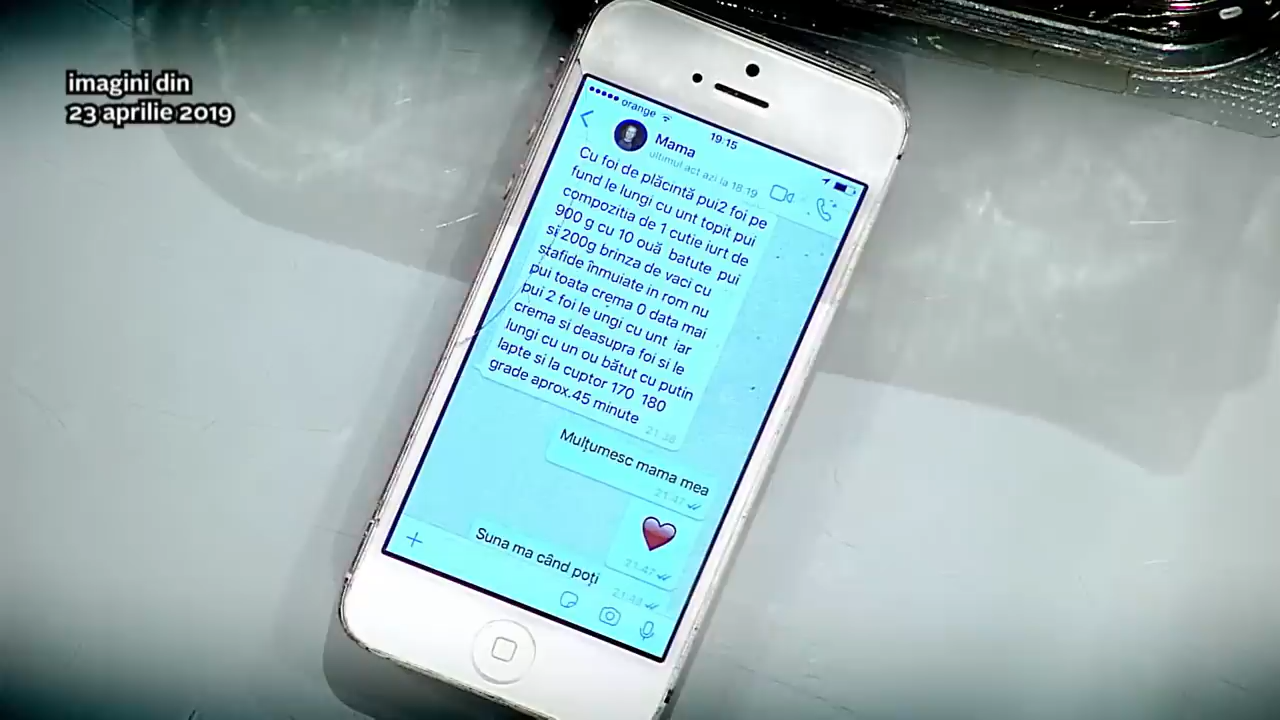 imagini din
23 aprilie 2019
orange
19:15
Mama
ultimul act azi la 18:19
Cu foi de plăcintă pui2 foi pe
fund le lungi cu unt topit pui
compozitia de 1 cutie iurt de
900 g cu 10 ouă batute pui
si 200g brinza de vaci cu
stafide înmuiate in rom nu
pui toata crema 0 data mai
pui 2 foi le ungi cu unt iar
crema si deasupra foi si le
lungi cu un ou bătut cu putin
lapte si la cuptor 170 180
grade aprox.45 minute
21:38
Mulțumesc mama mea
21:47
21:47
Suna ma când poți
21:48